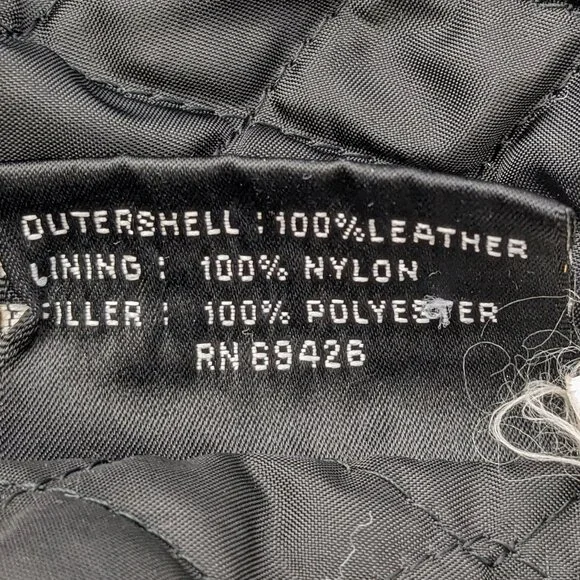 OUTERSHELL : 100% LEATHER
LINING : 100% NYLON
FILLER : 100% POLYESTER
RN 69426